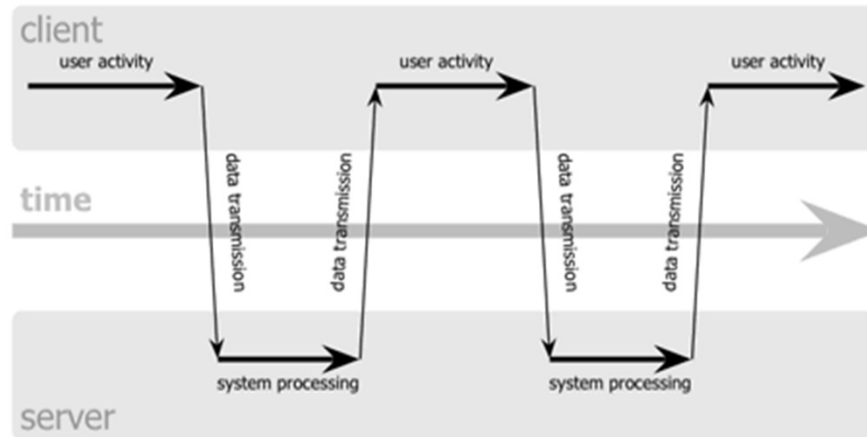 client
user activity
user activity
user activity
data transmission
data transmission
data transmission
data transmission
time
system processing
system processing
server